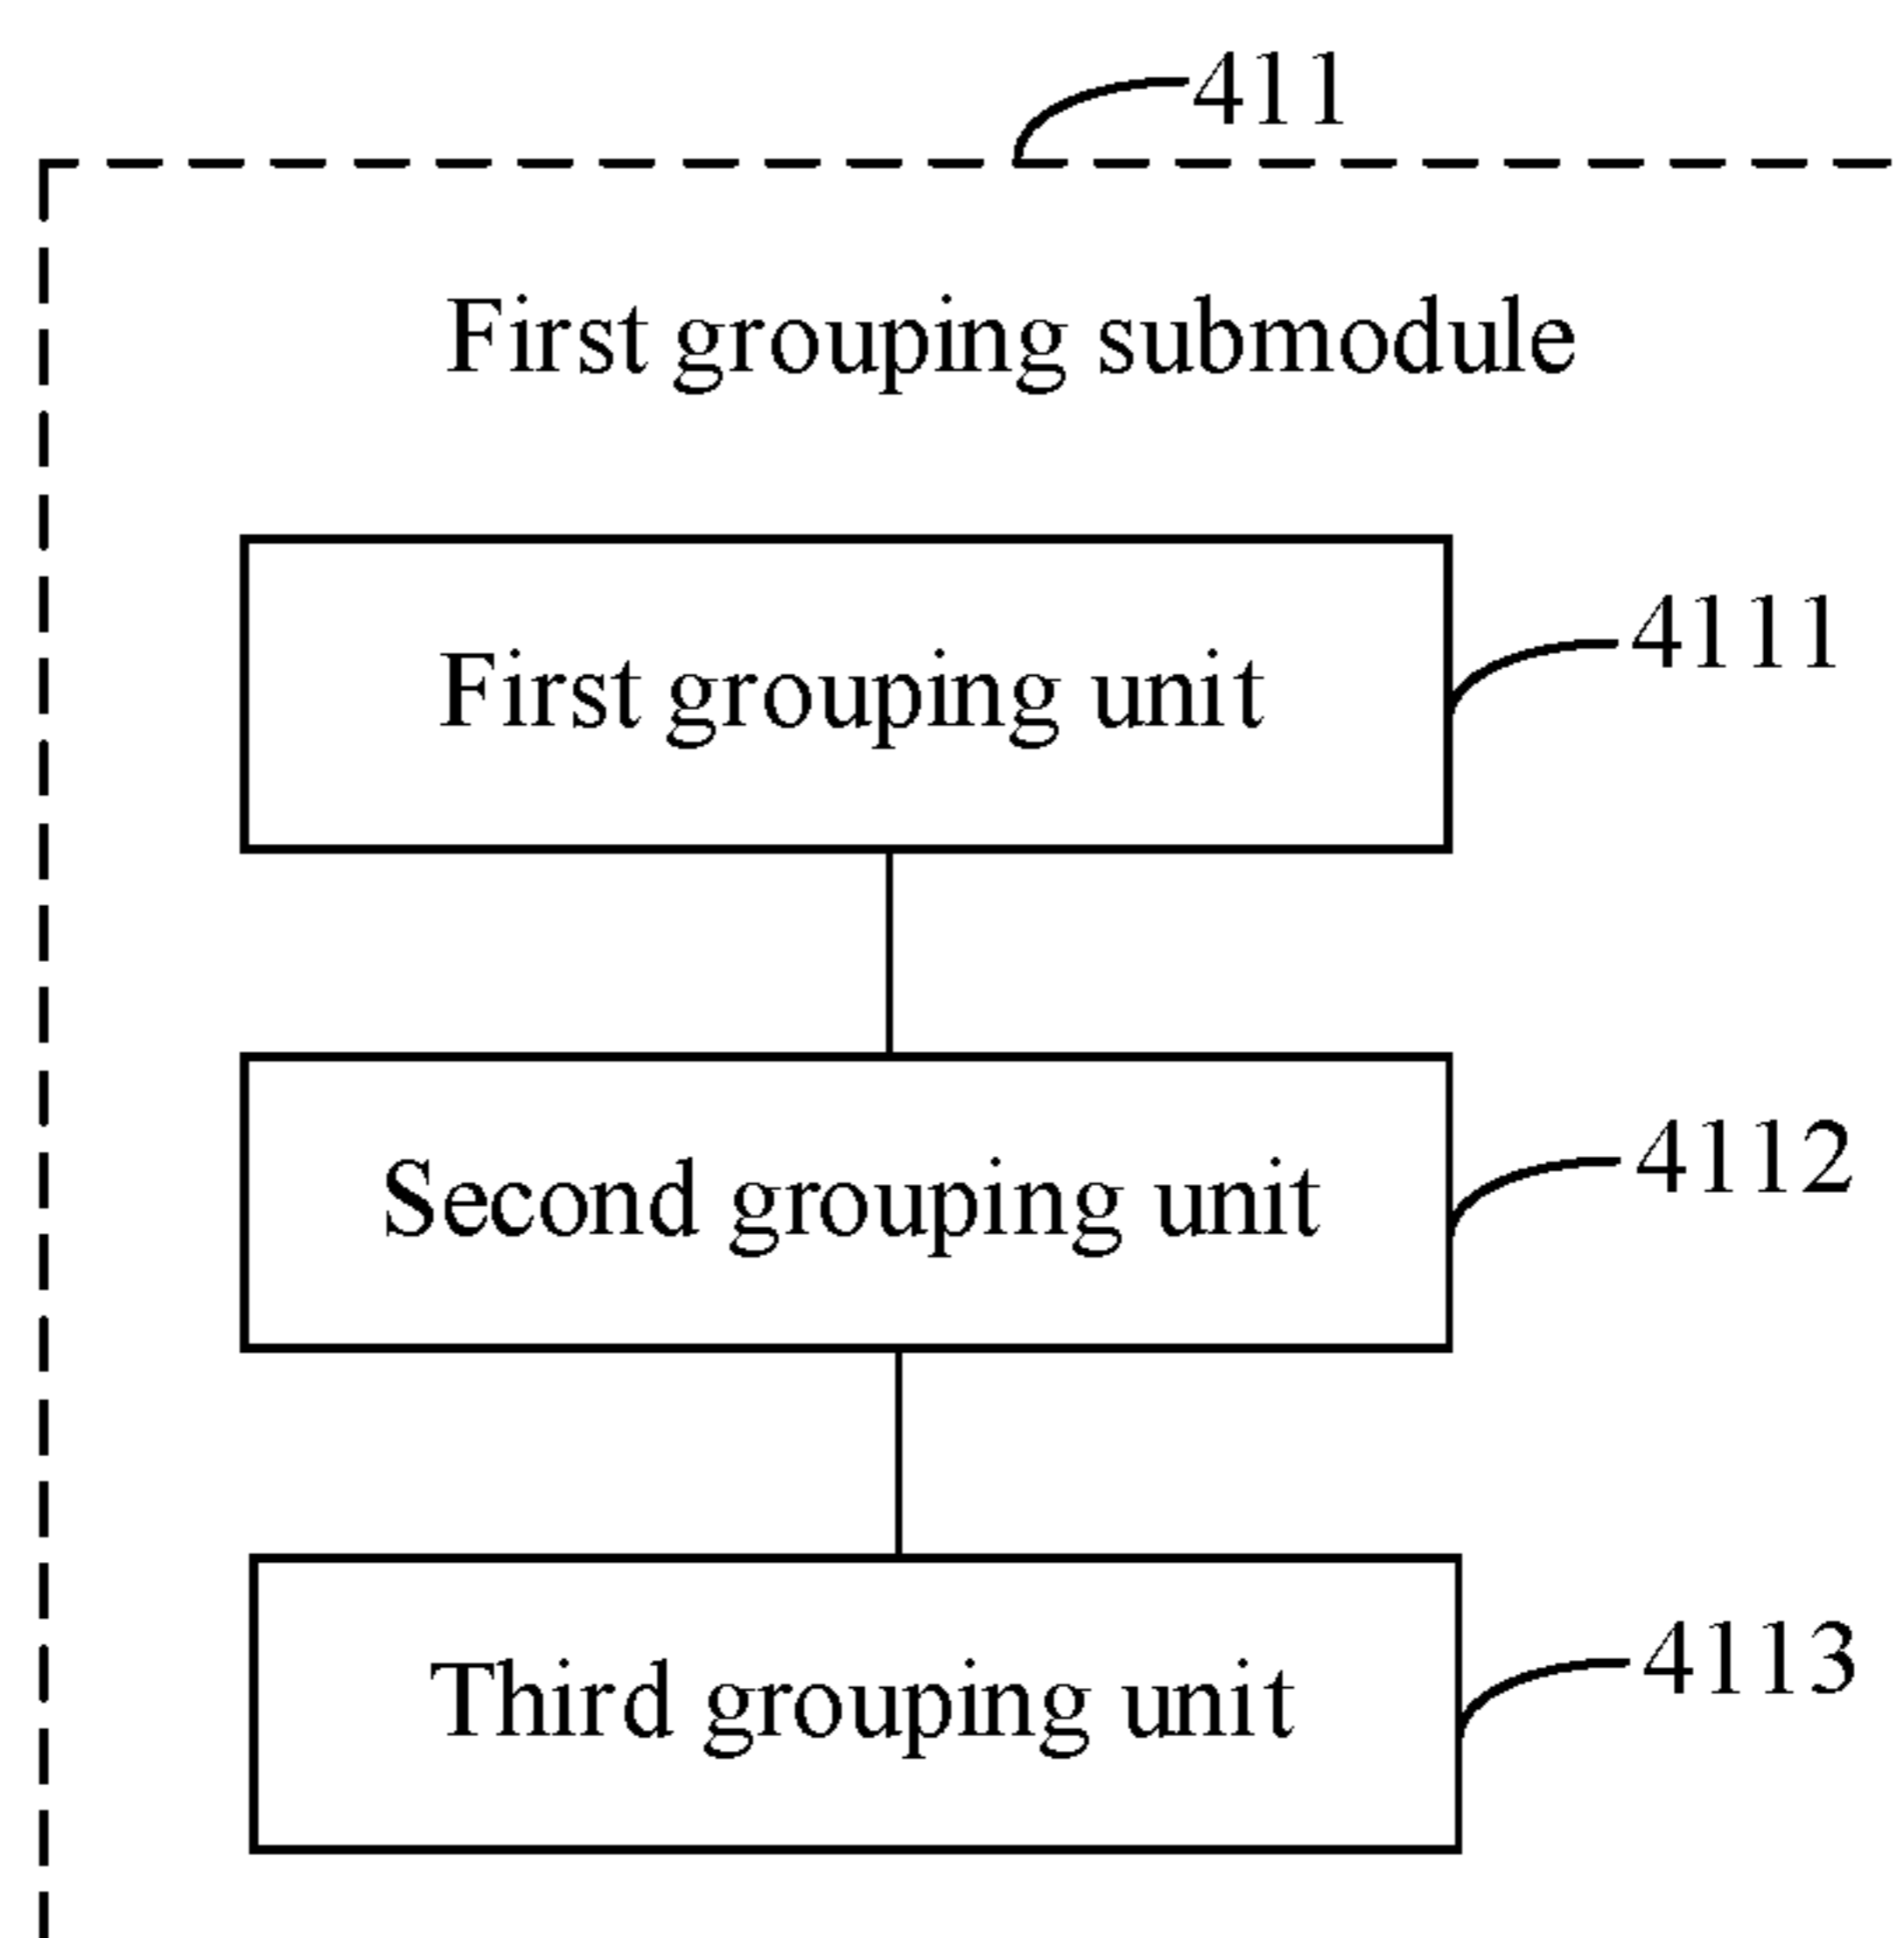 411
First grouping submodule
First grouping unit
4111
Second grouping unit
4112
Third grouping unit
4113